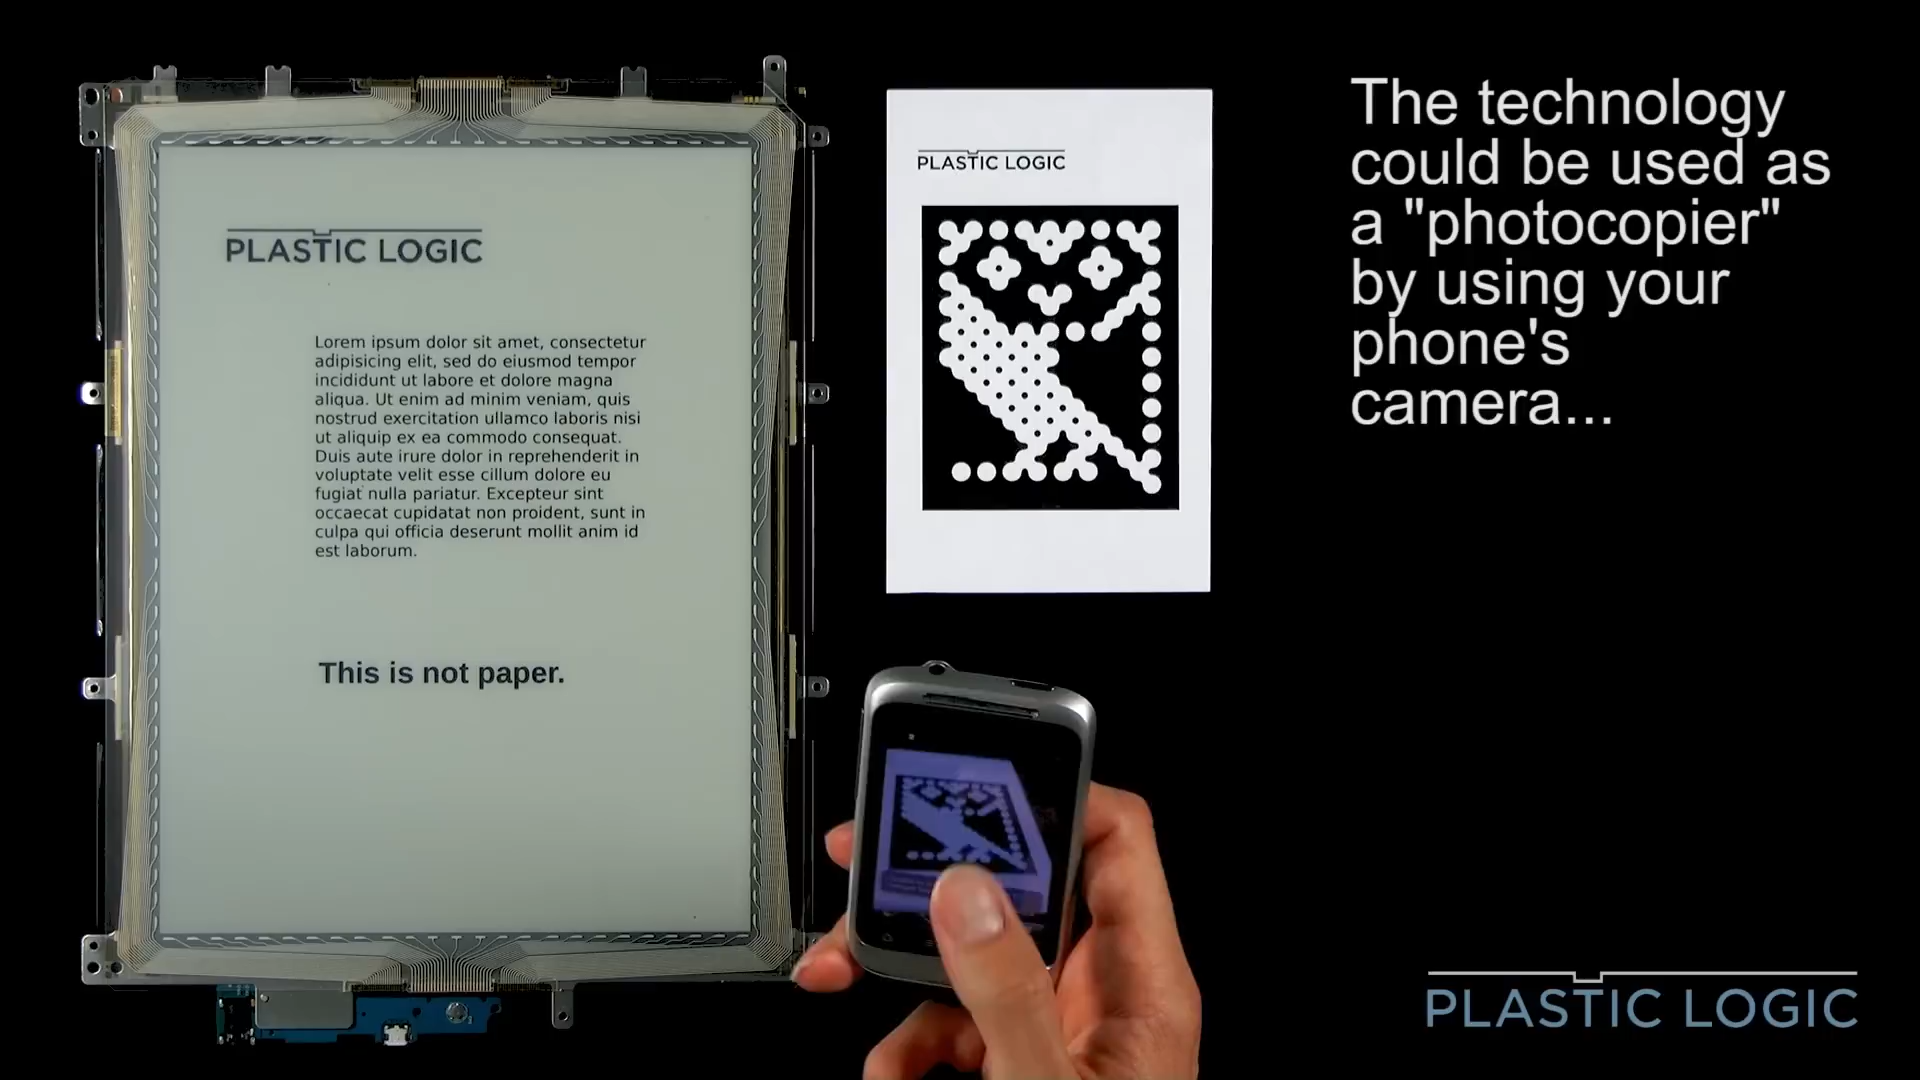 PLASTIC LOGIC
Lorem ipsum dolor sit amet, consectetur
adipisicing elit, sed do eiusmod tempor
incididunt ut labore et dolore magna
aliqua. Ut enim ad minim veniam, quis
nostrud exercitation ullamco laboris nisi
ut aliquip ex ea commodo consequat.
Duis aute irure dolor in reprehenderit in
voluptate velit esse cillum dolore eu
fugiat nulla pariatur. Excepteur sint
occaecat cupidatat non proident, sunt in
culpa qui officia deserunt mollit anim id
est laborum.
This is not paper.
PLASTIC LOGIC
The technology
could be used as
a "photocopier"
by using your
phone's
camera...
PLASTIC LOGIC